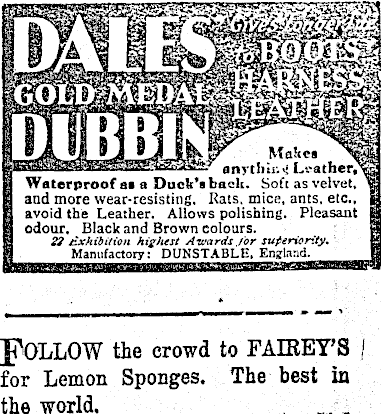 DALES
GOLD MEDAL
DUBBIN
Gives longer life
to BOOTS
HARNESS
LEATHER
Makes
anything Leather,
Waterproof as a Duck's back. Soft as velvet,
and more wear-resisting. Rats, mice, ants, etc.,
avoid the Leather. Allows polishing. Pleasant
odour. Black and Brown colours.
22 Exhibition highest Awards for superiority.
Manufactory: DUNSTABLE, England.
FOLLOW the crowd to FAIREY'S
for Lemon Sponges. The best in
the world.